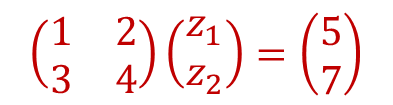 (1 2) (z₁) = (5)
(3 4) (z₂) = (7)